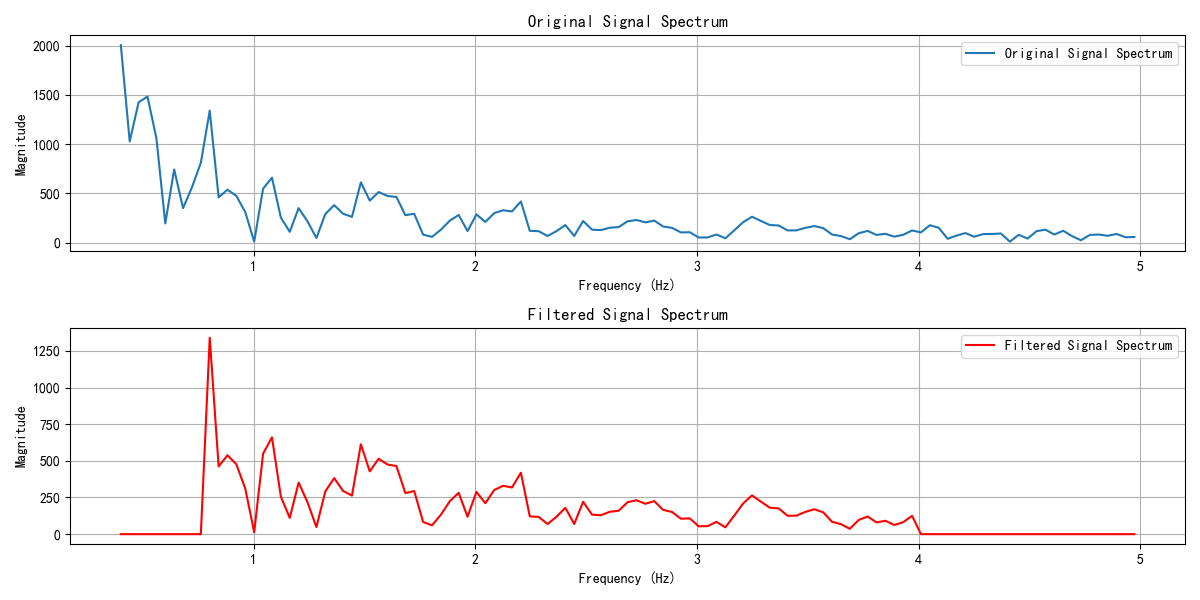 Original Signal Spectrum
Original Signal Spectrum
2000
1500
1000
500
0
Magnitude
1 2 3 4 5
Frequency (Hz)
Filtered Signal Spectrum
Filtered Signal Spectrum
1250
1000
750
500
250
0
Magnitude
1 2 3 4 5
Frequency (Hz)